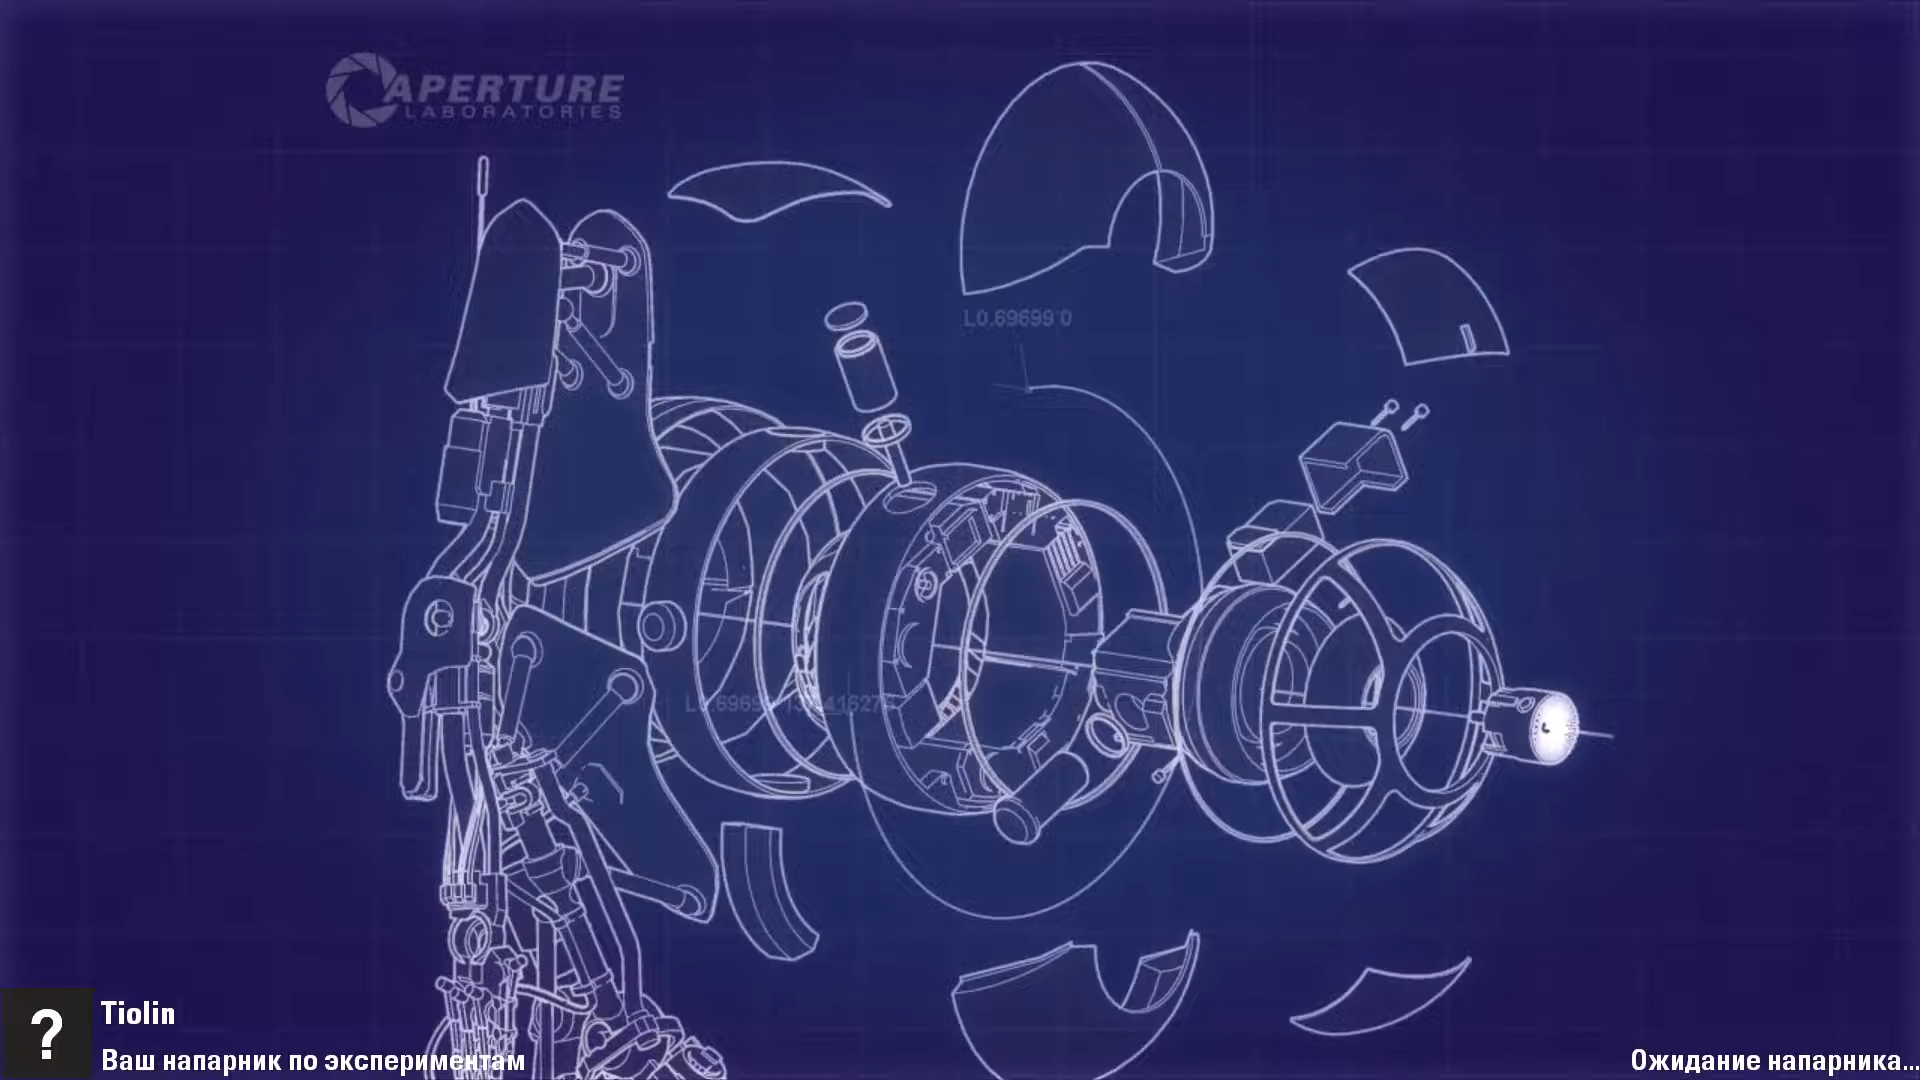 APERTURE
LABORATORIES
L0.69699 0
?
Tiolin
Ваш напарник по экспериментам
Ожидание напарника...